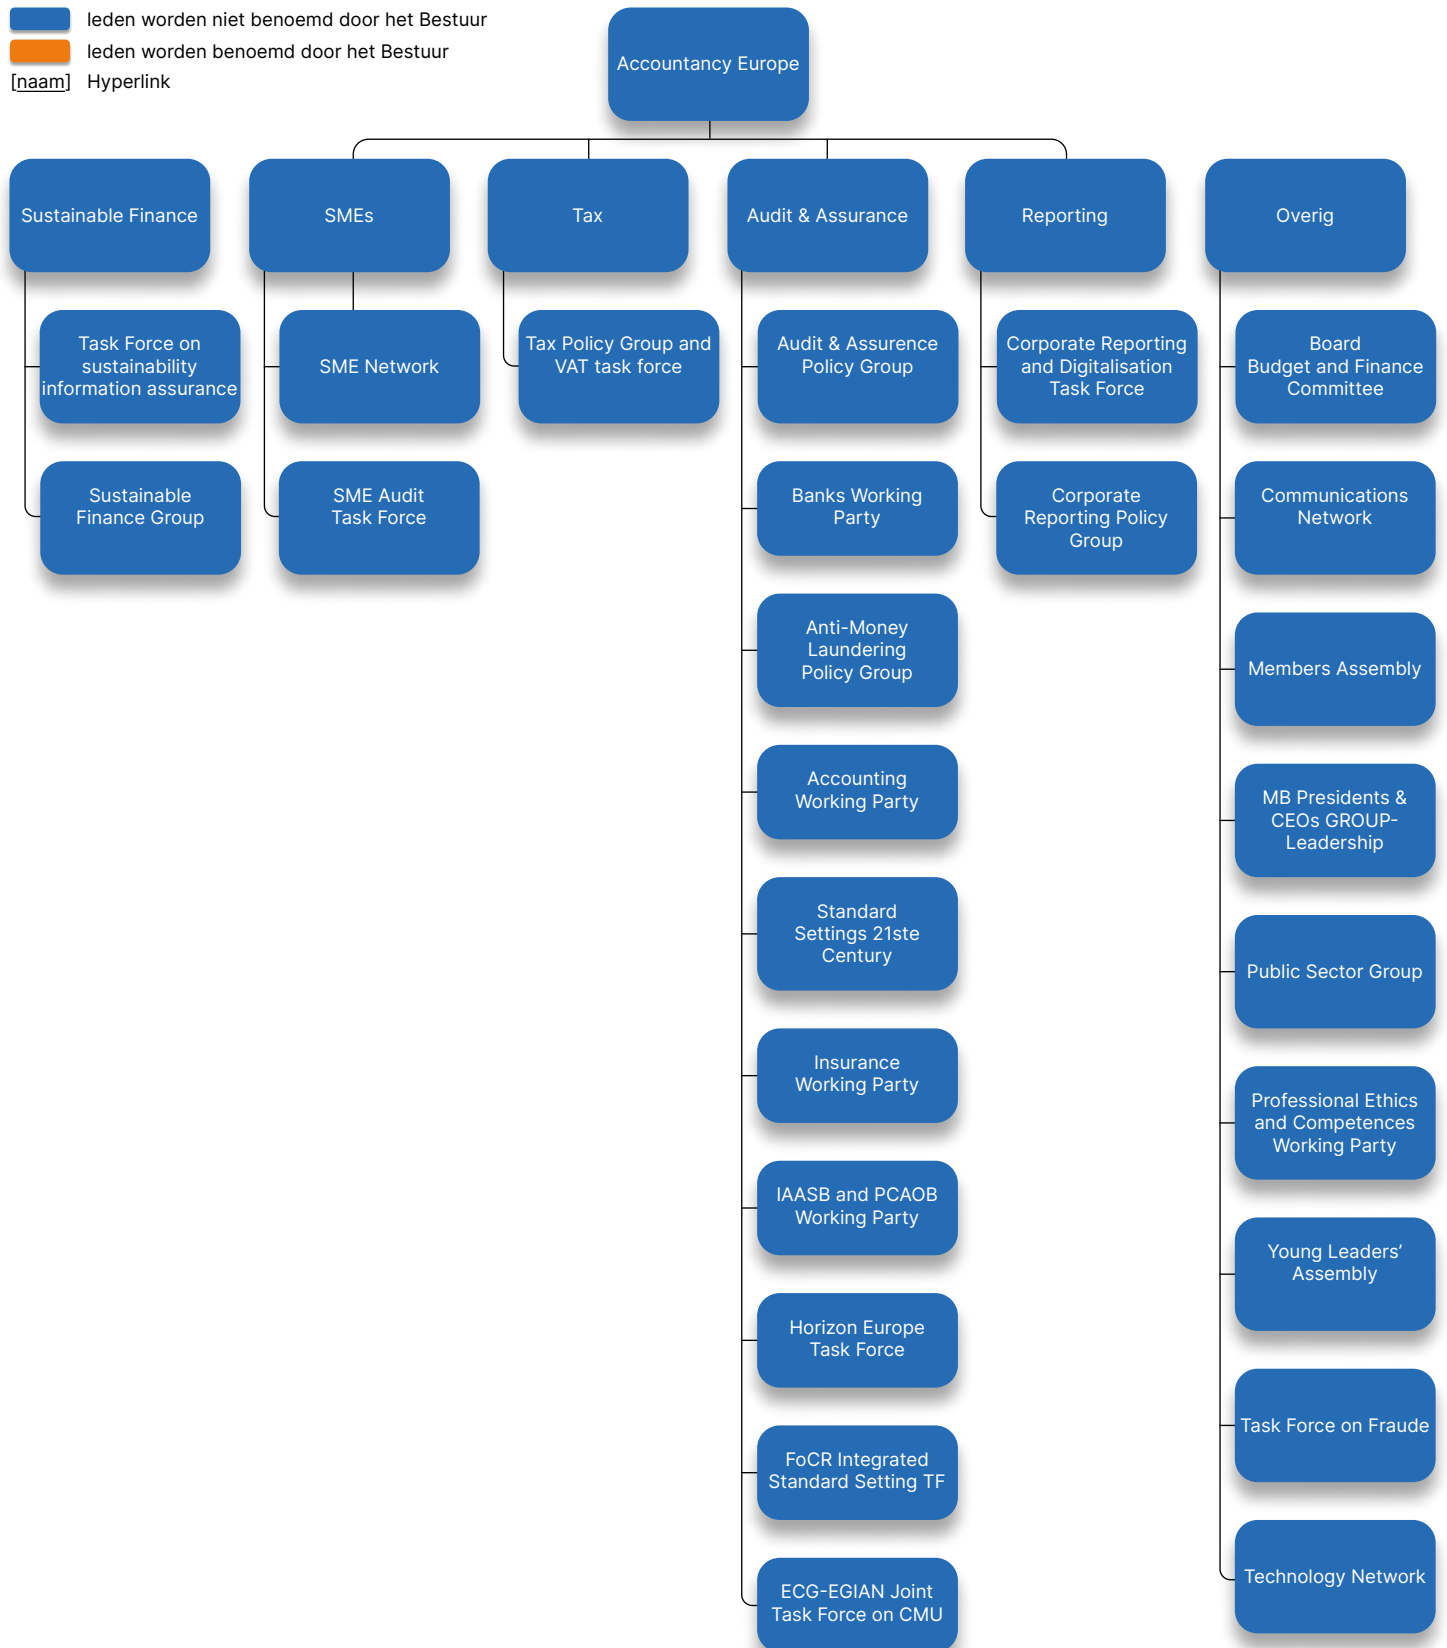 leden worden niet benoemd door het Bestuur
leden worden benoemd door het Bestuur
[naam] Hyperlink
Accountancy Europe
Sustainable Finance
SMEs
Tax
Audit & Assurance
Reporting
Overig
Task Force on
sustainability
information assurance
Sustainable
Finance Group
SME Network
SME Audit
Task Force
Tax Policy Group and
VAT task force
Audit & Assurence
Policy Group
Banks Working
Party
Anti-Money
Laundering
Policy Group
Accounting
Working Party
Standard
Settings 21ste
Century
Insurance
Working Party
IAASB and PCAOB
Working Party
Horizon Europe
Task Force
FoCR Integrated
Standard Setting TF
ECG-EGIAN Joint
Task Force on CMU
Corporate Reporting
and Digitalisation
Task Force
Corporate
Reporting Policy
Group
Board
Budget and Finance
Committee
Communications
Network
Members Assembly
MB Presidents &
CEOs GROUP-
Leadership
Public Sector Group
Professional Ethics
and Competences
Working Party
Young Leaders’
Assembly
Task Force on Fraude
Technology Network